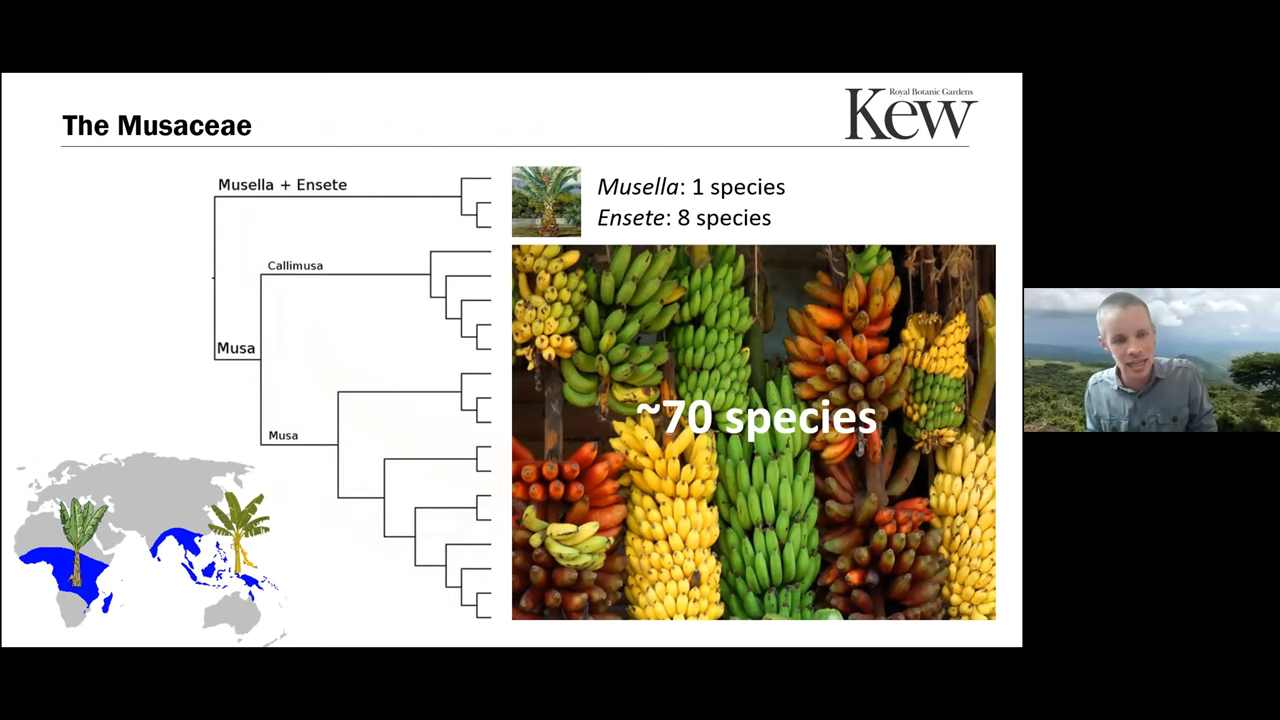 The Musaceae
Royal Botanic Gardens
Kew
Musella + Ensete
Musella: 1 species
Ensete: 8 species
Callimusa
Musa
Musa
~70 species